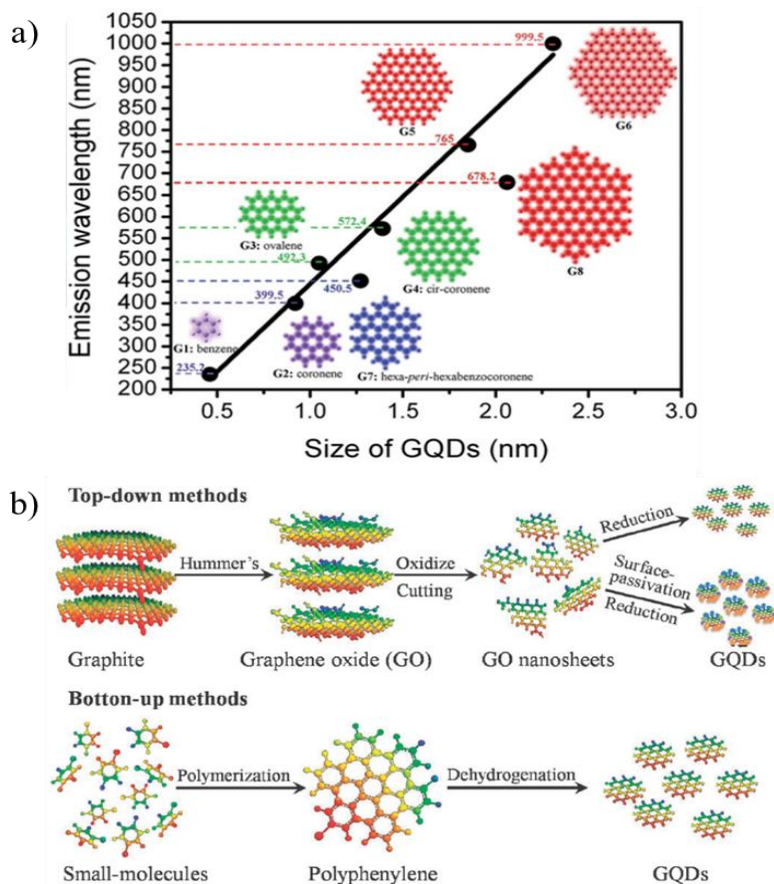 a)
Emission wavelength (nm)
1050
1000
950
900
850
800
750
700
650
600
550
500
450
400
350
300
250
200
999.5
765
678.2
572.4
492.3
450.5
399.5
235.2
G5
G6
G3: ovalene
G8
G4: cir-coronene
G1: benzene
G2: coronene
G7: hexa-peri-hexabenzocoronene
0.5 1.0 1.5 2.0 2.5 3.0
Size of GQDs (nm)
b)
Top-down methods
Hummer's
Oxidize
Cutting
Reduction
Surface-
passivation
Reduction
Graphite
Graphene oxide (GO)
GO nanosheets
GQDs
Botton-up methods
Polymerization
Dehydrogenation
Small-molecules
Polyphenylene
GQDs